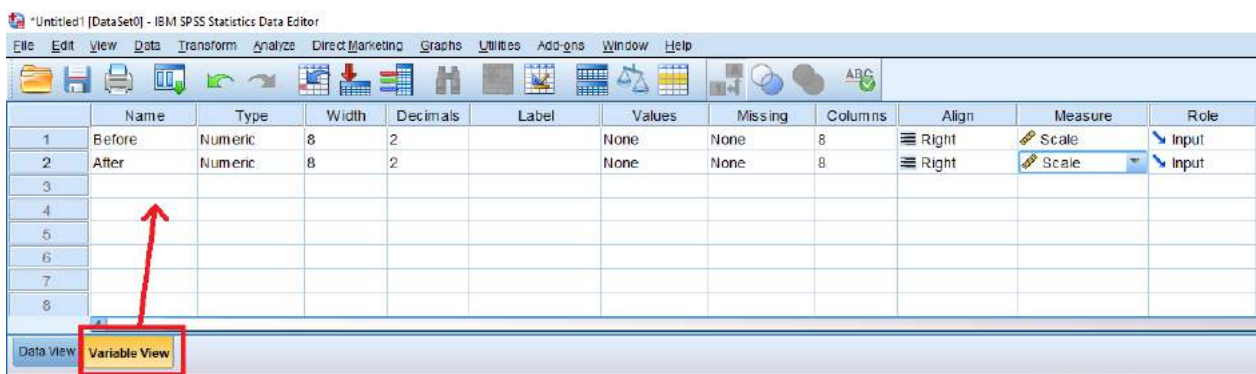 *Untitled1 [DataSet0] - IBM SPSS Statistics Data Editor
File Edit View Data Transform Analyze Direct Marketing Graphs Utilities Add-ons Window Help
ABC
Name Type Width Decimals Label Values Missing Columns Align Measure Role
1 Before Numeric 8 2 None None 8 Right Scale Input
2 After Numeric 8 2 None None 8 Right Scale Input
3
4
5
6
7
8
Data View Variable View